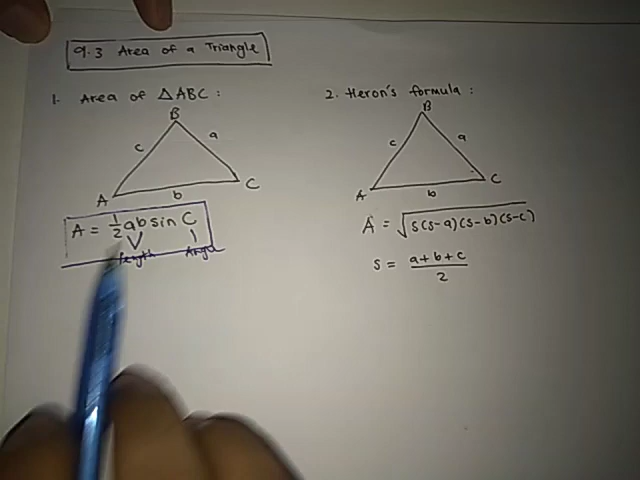 9.3 Area of a Triangle
1. Area of △ABC :
B
c a
A C
b
A = 1/2 ab sin C
length Angle
2. Heron's formula :
B
c a
A C
b
A = √s(s-a)(s-b)(s-c)
s = a+b+c/2